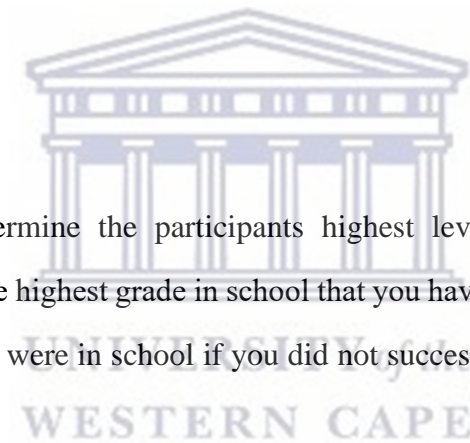 ermine the participants highest lev
e highest grade in school that you hav
were in school if you did not succes
UNIVERSITY of the
WESTERN CAPE